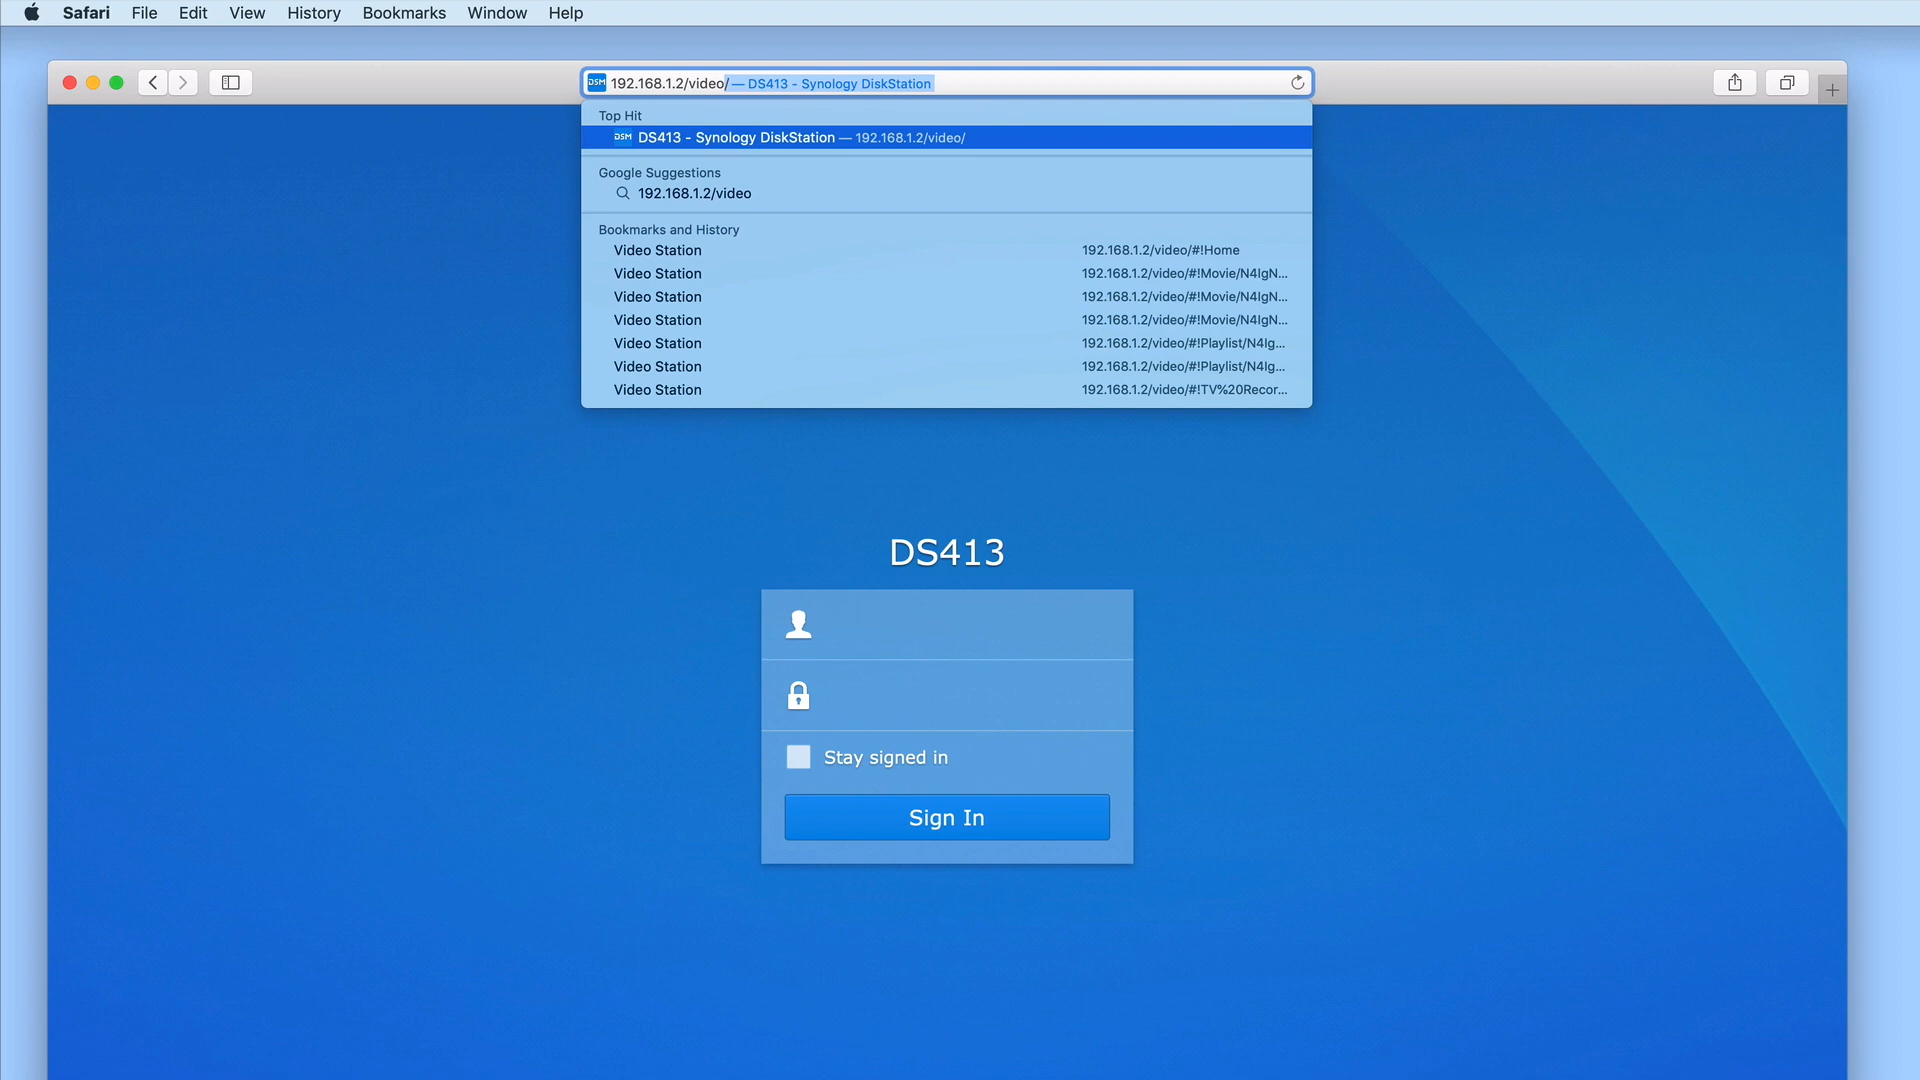 Safari File Edit View History Bookmarks Window Help
DSM 192.168.1.2/video/ — DS413 - Synology DiskStation
Top Hit
DSM DS413 - Synology DiskStation — 192.168.1.2/video/
Google Suggestions
192.168.1.2/video
Bookmarks and History
Video Station 192.168.1.2/video/#!Home
Video Station 192.168.1.2/video/#!Movie/N4IgN...
Video Station 192.168.1.2/video/#!Movie/N4IgN...
Video Station 192.168.1.2/video/#!Movie/N4IgN...
Video Station 192.168.1.2/video/#!Playlist/N4Ig...
Video Station 192.168.1.2/video/#!Playlist/N4Ig...
Video Station 192.168.1.2/video/#!TV%20Recor...
DS413
Stay signed in
Sign In